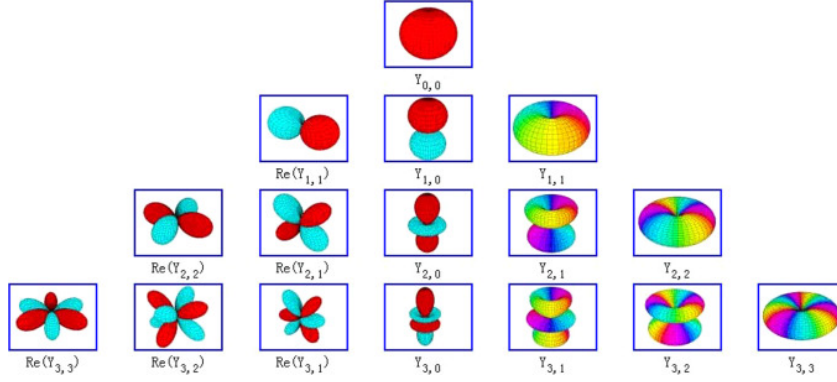 Y0,0
Re(Y1,1) Y1,0 Y1,1
Re(Y2,2) Re(Y2,1) Y2,0 Y2,1 Y2,2
Re(Y3,3) Re(Y3,2) Re(Y3,1) Y3,0 Y3,1 Y3,2 Y3,3